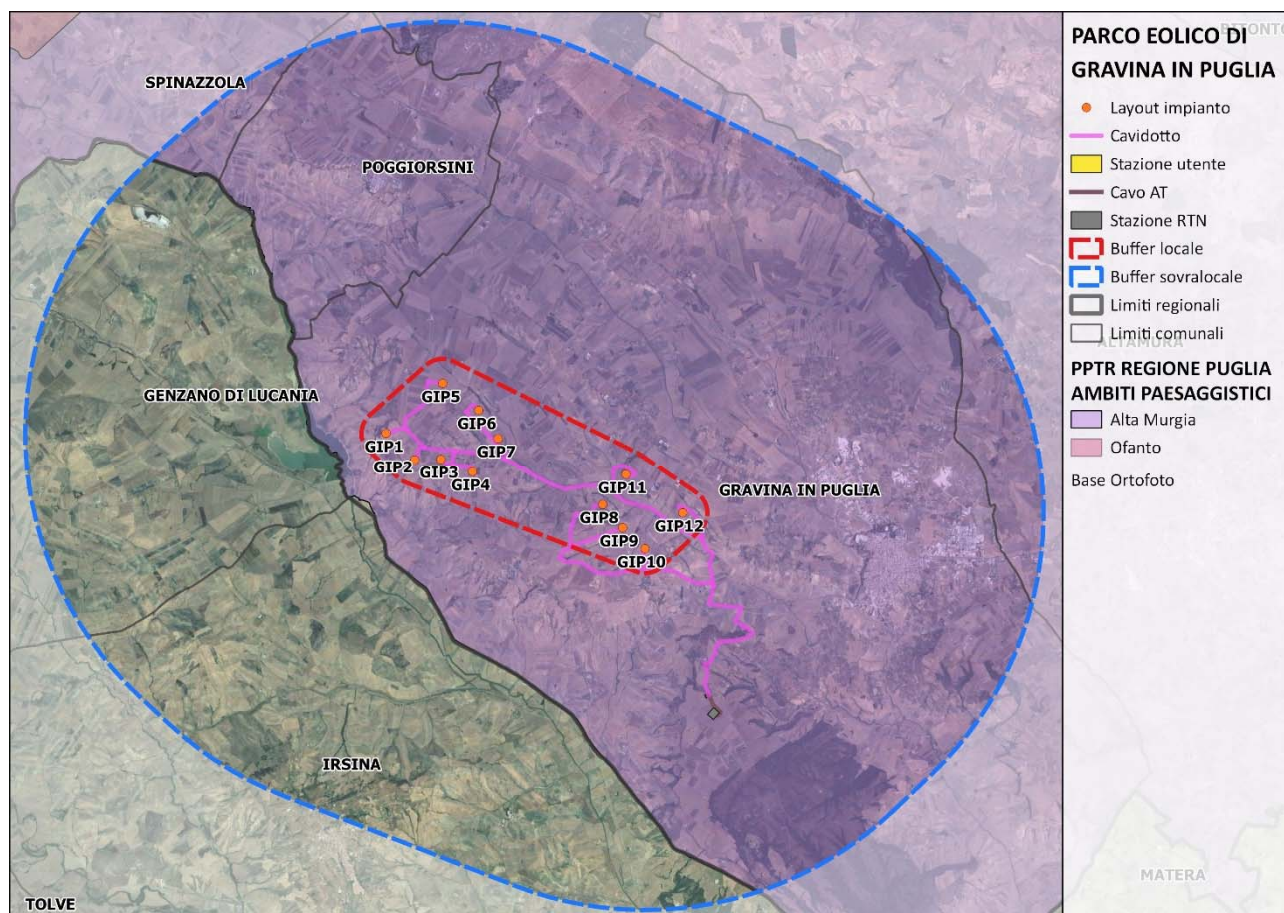 SPINAZZOLA
POGGIORSINI
GENZANO DI LUCANIA
GIP5
GIP6
GIP1
GIP7
GIP2
GIP3
GIP4
GIP11
GRAVINA IN PUGLIA
GIP8
GIP12
GIP9
GIP10
IRSINA
TOLVE
BITONTO
ALTAMURA
MATERA
PARCO EOLICO DI
GRAVINA IN PUGLIA
Layout impianto
Cavidotto
Stazione utente
Cavo AT
Stazione RTN
Buffer locale
Buffer sovralocale
Limiti regionali
Limiti comunali
PPTR REGIONE PUGLIA
AMBITI PAESAGGISTICI
Alta Murgia
Ofanto
Base Ortofoto